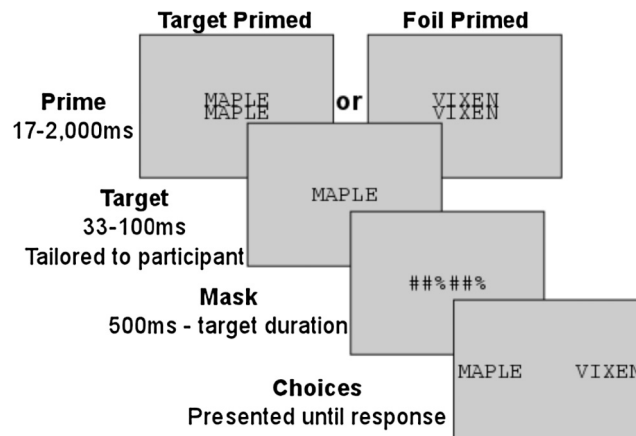 Target Primed
Foil Primed
Prime
17-2,000ms
MAPLE
MAPLE
or
VIXEN
VIXEN
Target
33-100ms
Tailored to participant
MAPLE
Mask
500ms - target duration
##%##%
Choices
Presented until response
MAPLE VIXEN